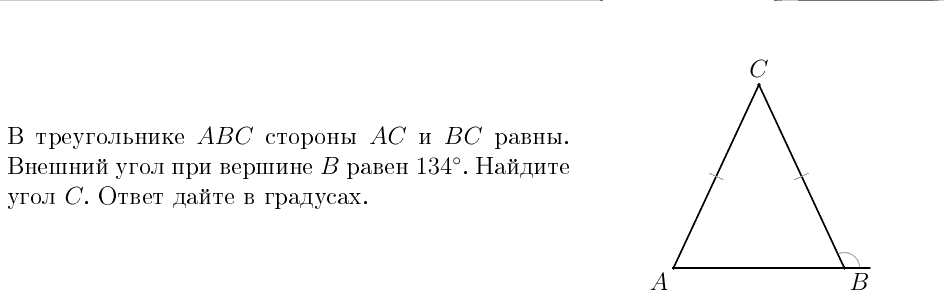 В треугольнике ABC стороны AC и BC равны.
Внешний угол при вершине B равен 134°. Найдите
угол C. Ответ дайте в градусах.
C
A
B